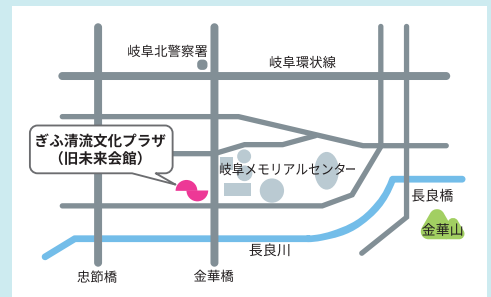 岐阜北警察署
岐阜環状線
ぎふ清流文化プラザ
（旧未来会館）
岐阜メモリアルセンター
長良橋
金華山
長良川
忠節橋
金華橋